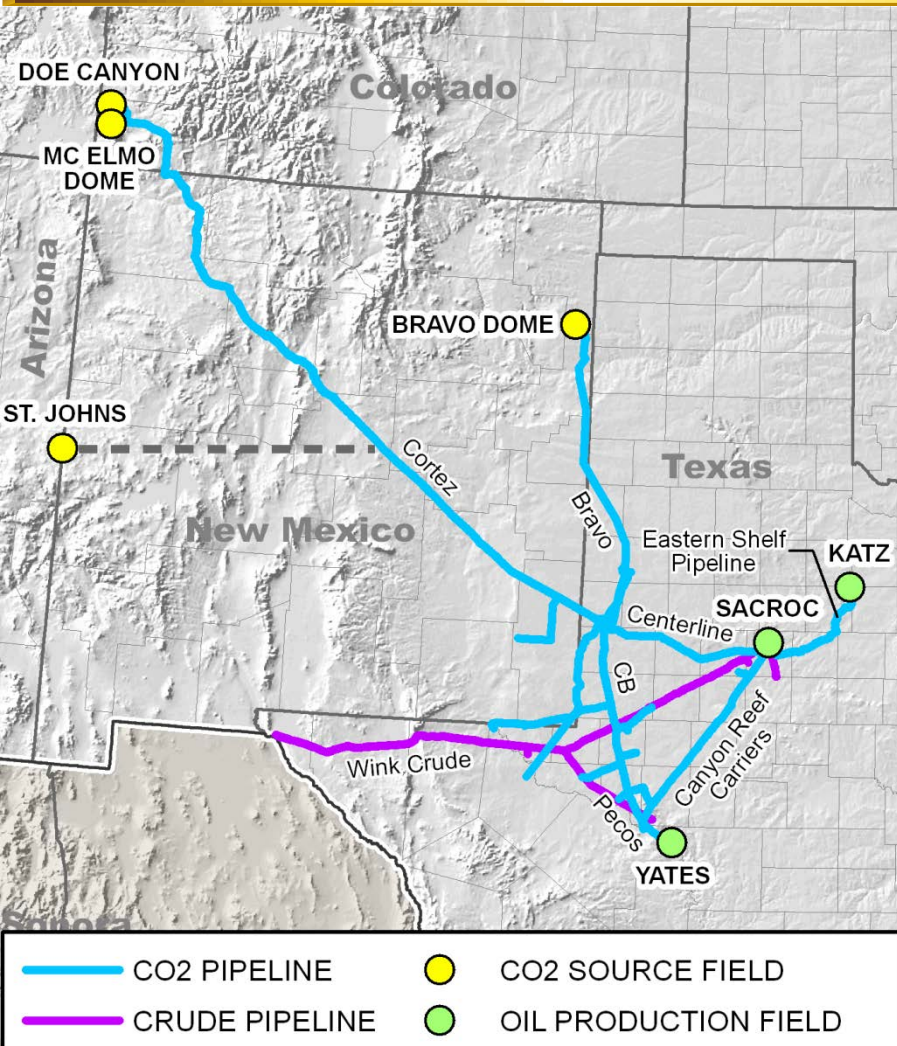 DOE CANYON
Colorado
MC ELMO
DOME
Arizona
BRAVO DOME
ST. JOHNS
Cortez
Texas
New Mexico
Bravo
Eastern Shelf
Pipeline
KATZ
SACROC
Centerline
CB
Canyon Reef
Carriers
Wink Crude
Pecos
YATES
Sonora
CO2 PIPELINE
CO2 SOURCE FIELD
CRUDE PIPELINE
OIL PRODUCTION FIELD